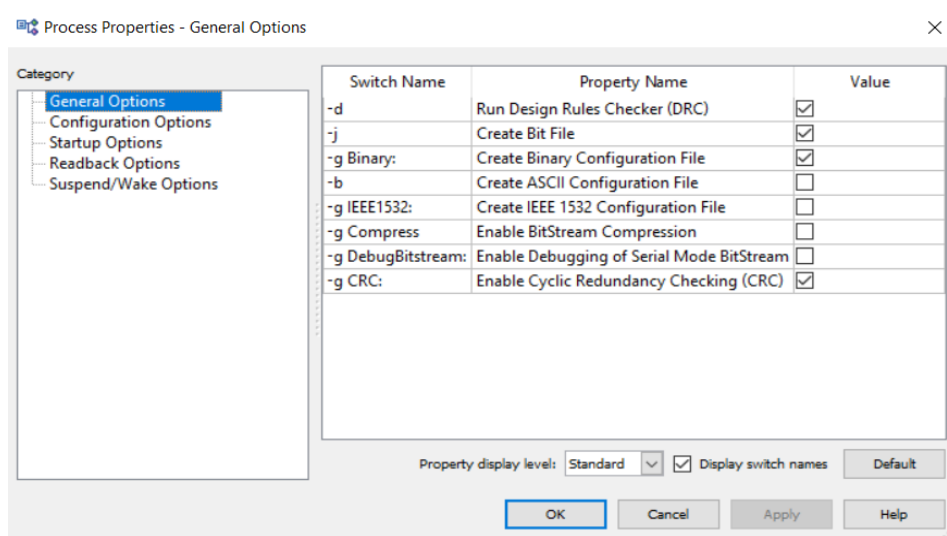 Process Properties - General Options
Category
General Options
Configuration Options
Startup Options
Readback Options
Suspend/Wake Options
Switch Name Property Name Value
-d Run Design Rules Checker (DRC)
-j Create Bit File
-g Binary: Create Binary Configuration File
-b Create ASCII Configuration File
-g IEEE1532: Create IEEE 1532 Configuration File
-g Compress Enable BitStream Compression
-g DebugBitstream: Enable Debugging of Serial Mode BitStream
-g CRC: Enable Cyclic Redundancy Checking (CRC)
Property display level: Standard Display switch names Default
OK Cancel Apply Help